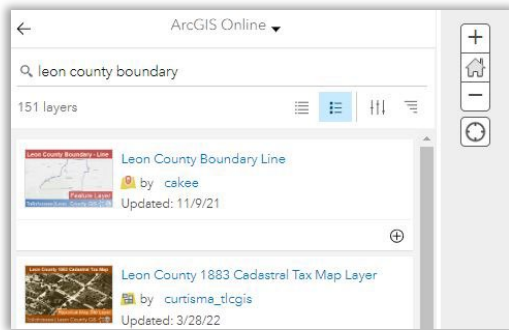 ArcGIS Online
leon county boundary
151 layers
Leon County Boundary - Line
Feature Layer
Leon County Boundary Line
by cakee
Updated: 11/9/21
Leon County 1883 Cadastral Tax Map
Leon County 1883 Cadastral Tax Map Layer
by curtisma_tlcgis
Updated: 3/28/22